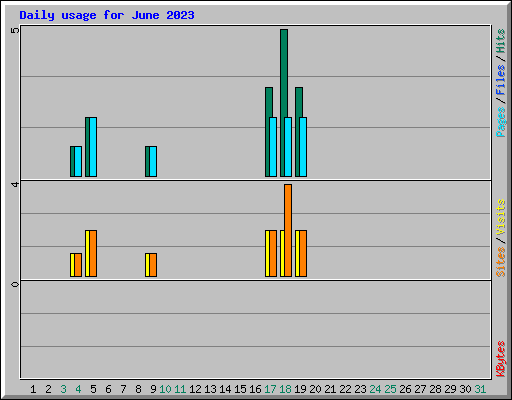 Daily usage for June 2023
5
4
0
Pages / Files / Hits
Sites / Visits
KBytes
1 2 3 4 5 6 7 8 9 10 11 12 13 14 15 16 17 18 19 20 21 22 23 24 25 26 27 28 29 30 31